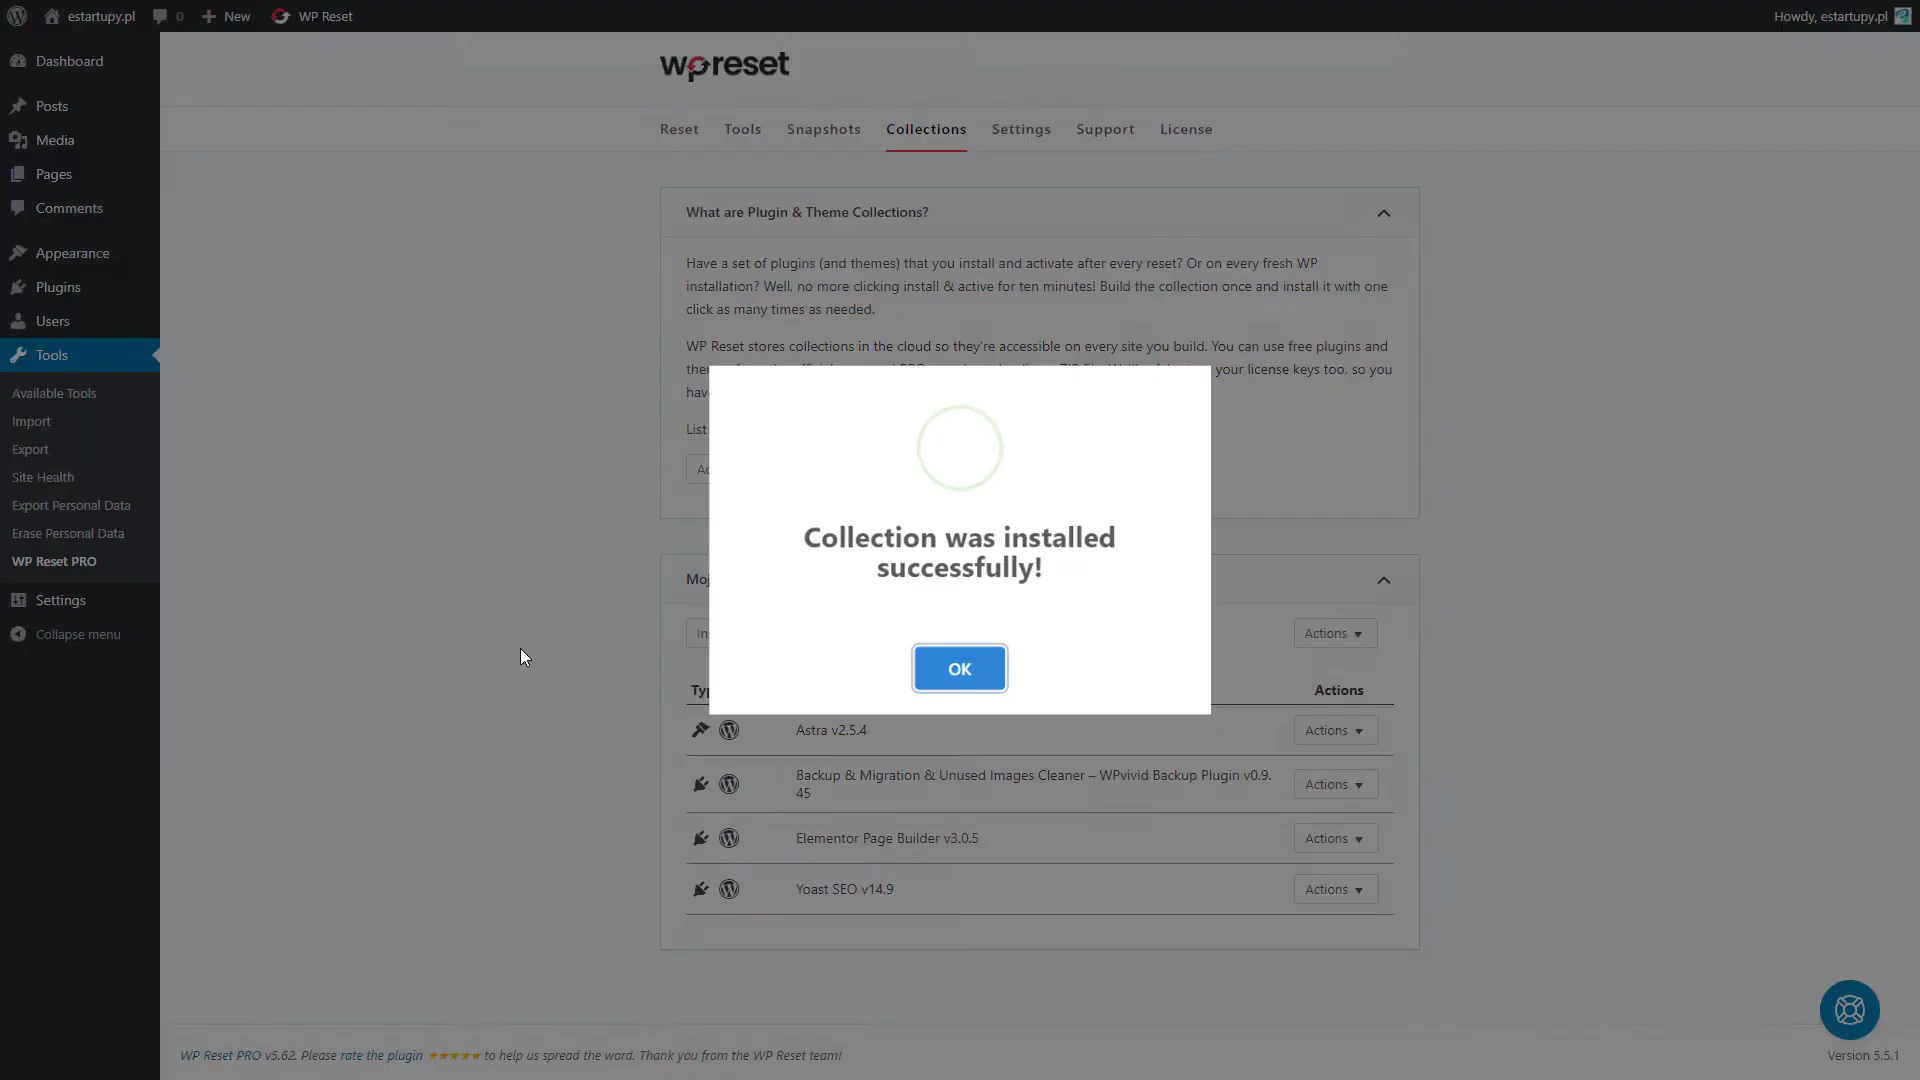 estartupy.pl
0
New
WP Reset
Howdy, estartupy.pl
Dashboard
Posts
Media
Pages
Comments
Appearance
Plugins
Users
Tools
Available Tools
Import
Export
Site Health
Export Personal Data
Erase Personal Data
WP Reset PRO
Settings
Collapse menu
wpreset
Reset Tools Snapshots Collections Settings Support License
What are Plugin & Theme Collections?
Have a set of plugins (and themes) that you install and activate after every reset? Or on every fresh WP
installation? Well, no more clicking install & active for ten minutes! Build the collection once and install it with one
click as many times as needed.
WP Reset stores collections in the cloud so they're accessible on every site you build. You can use free plugins and
your license keys too, so you
List
Collection was installed
successfully!
OK
Actions
Actions
Astra v2.5.4
Actions
Backup & Migration & Unused Images Cleaner – WPvivid Backup Plugin v0.9.
45
Actions
Elementor Page Builder v3.0.5
Actions
Yoast SEO v14.9
Actions
WP Reset PRO v5.62. Please rate the plugin ★★★★★ to help us spread the word. Thank you from the WP Reset team!
Version 5.5.1